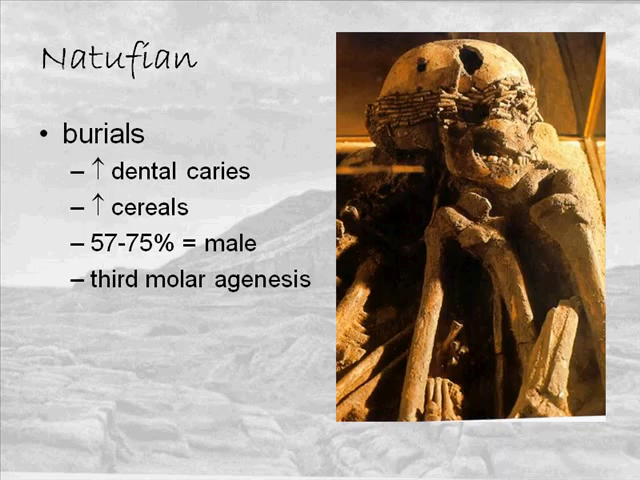 Natufian
• burials
– ↑ dental caries
– ↑ cereals
– 57-75% = male
– third molar agenesis